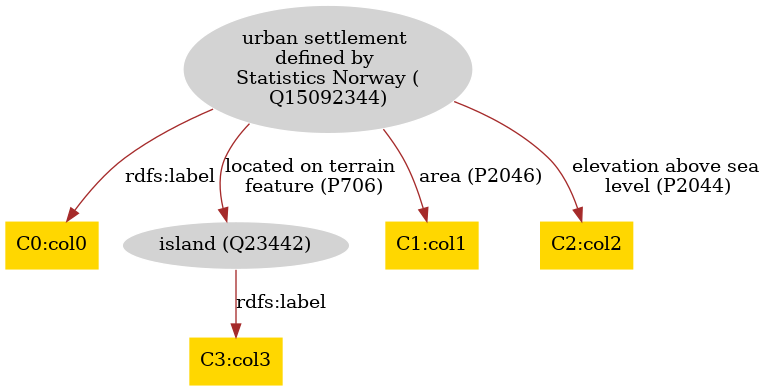 urban settlement
defined by
Statistics Norway (
Q15092344)
rdfs:label
located on terrain
feature (P706)
area (P2046)
elevation above sea
level (P2044)
C0:col0
island (Q23442)
C1:col1
C2:col2
rdfs:label
C3:col3